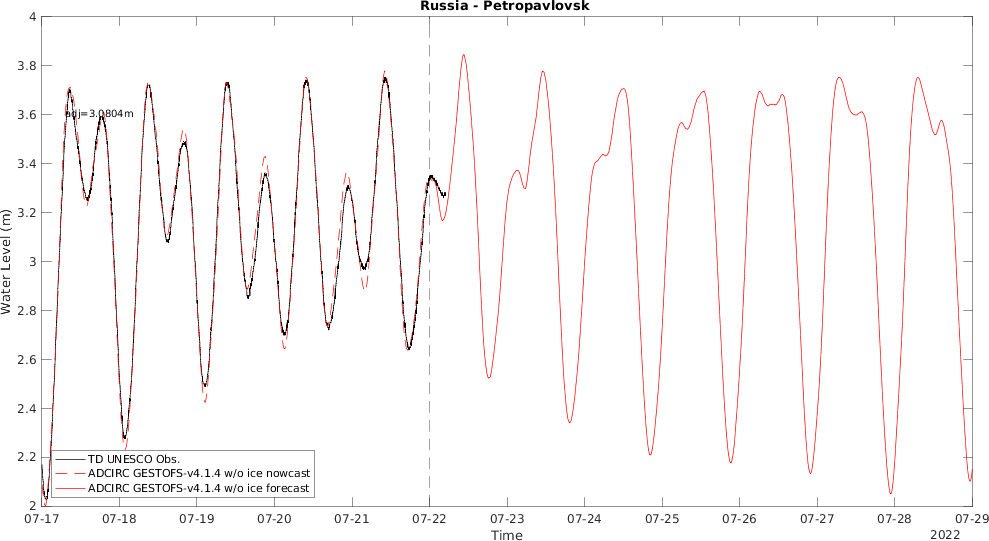 Russia - Petropavlovsk
4
3.8
3.6
3.4
3.2
3
2.8
2.6
2.4
2.2
2
Water Level (m)
adj=3.0804m
TD UNESCO Obs.
ADCIRC GESTOFS-v4.1.4 w/o ice nowcast
ADCIRC GESTOFS-v4.1.4 w/o ice forecast
07-17 07-18 07-19 07-20 07-21 07-22 07-23 07-24 07-25 07-26 07-27 07-28 07-29
Time
2022